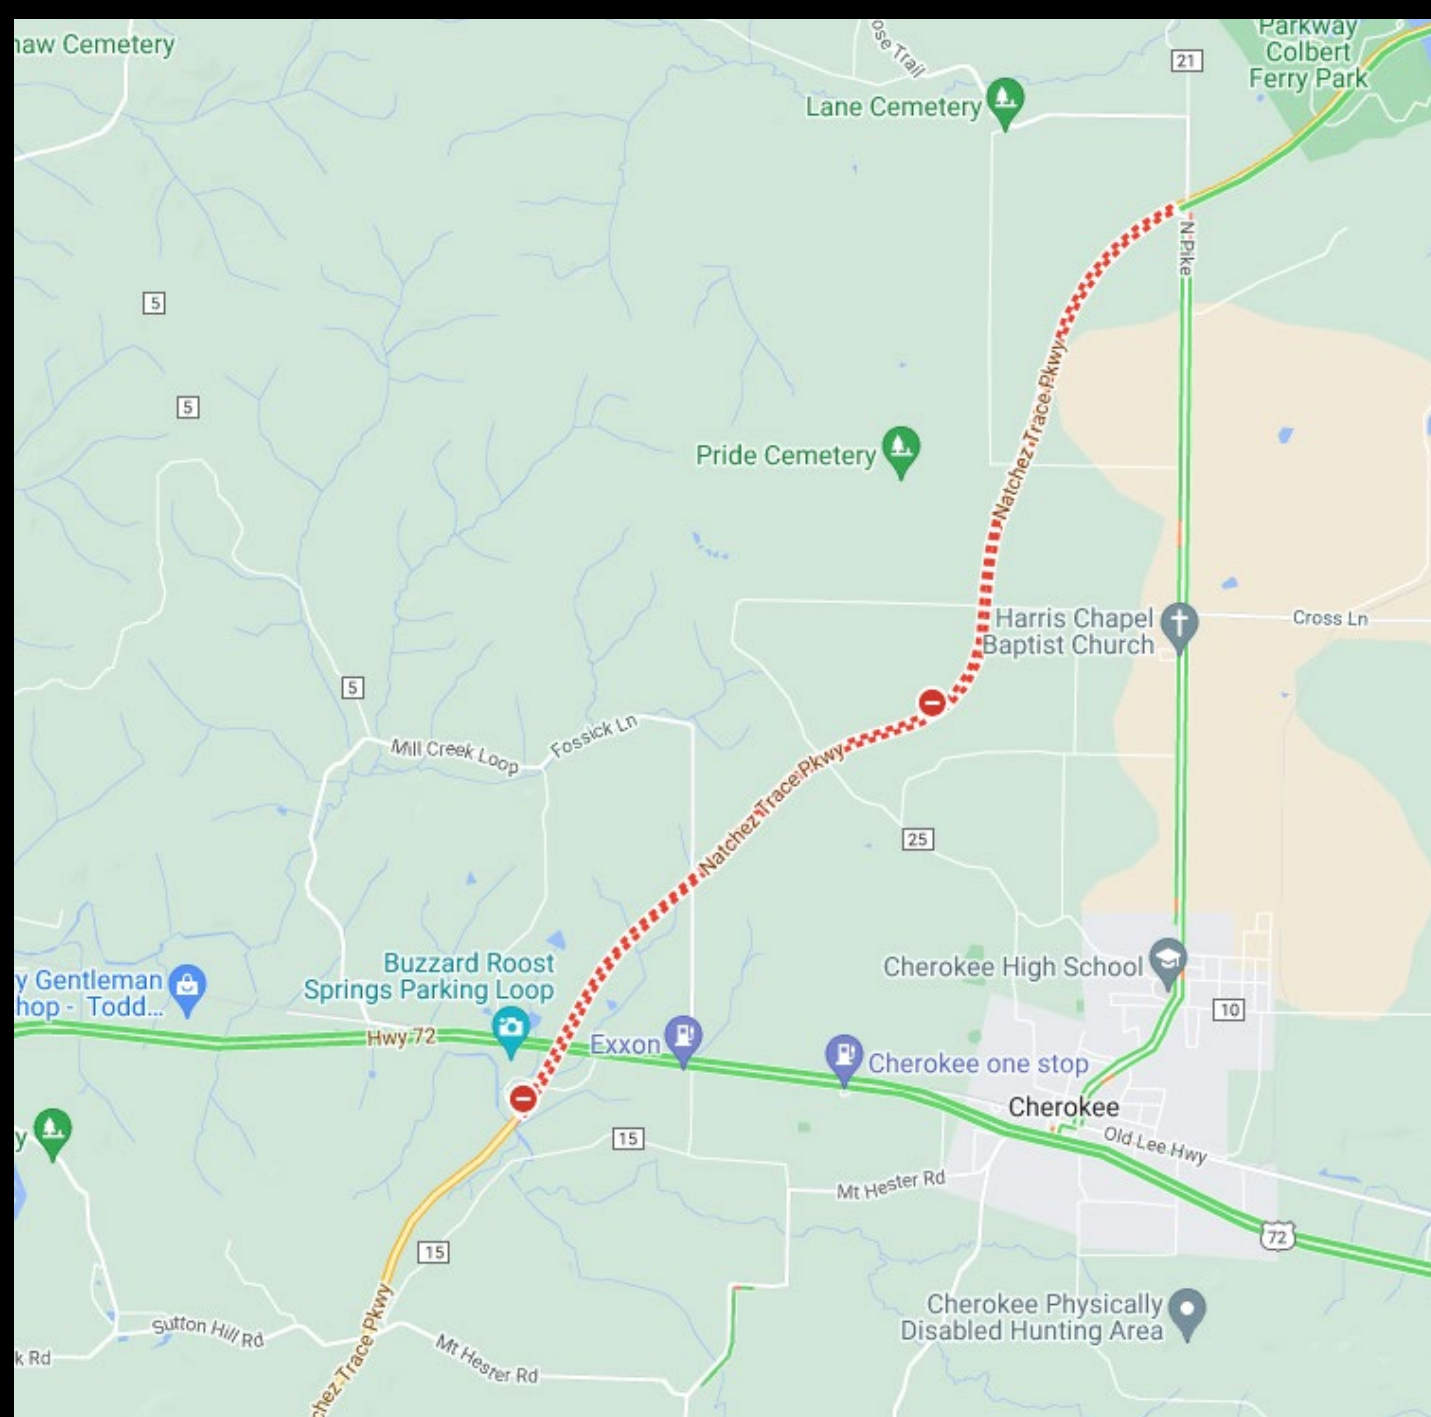 Parkway
Colbert
Ferry Park
naw Cemetery
21
ose Trail
Lane Cemetery
N Pike
5
Natchez Trace Pkwy
5
Pride Cemetery
Harris Chapel
Baptist Church
Cross Ln
5
Fossick Ln
Mill Creek Loop
Natchez Trace Pkwy
25
Buzzard Roost
Springs Parking Loop
Cherokee High School
y Gentleman
hop - Todd...
10
Hwy 72
Exxon
Cherokee one stop
Cherokee
15
Old Lee Hwy
y
Mt Hester Rd
72
15
Cherokee Physically
Disabled Hunting Area
Sutton Hill Rd
k Rd
Mt Hester Rd
chez Trace Pkwy